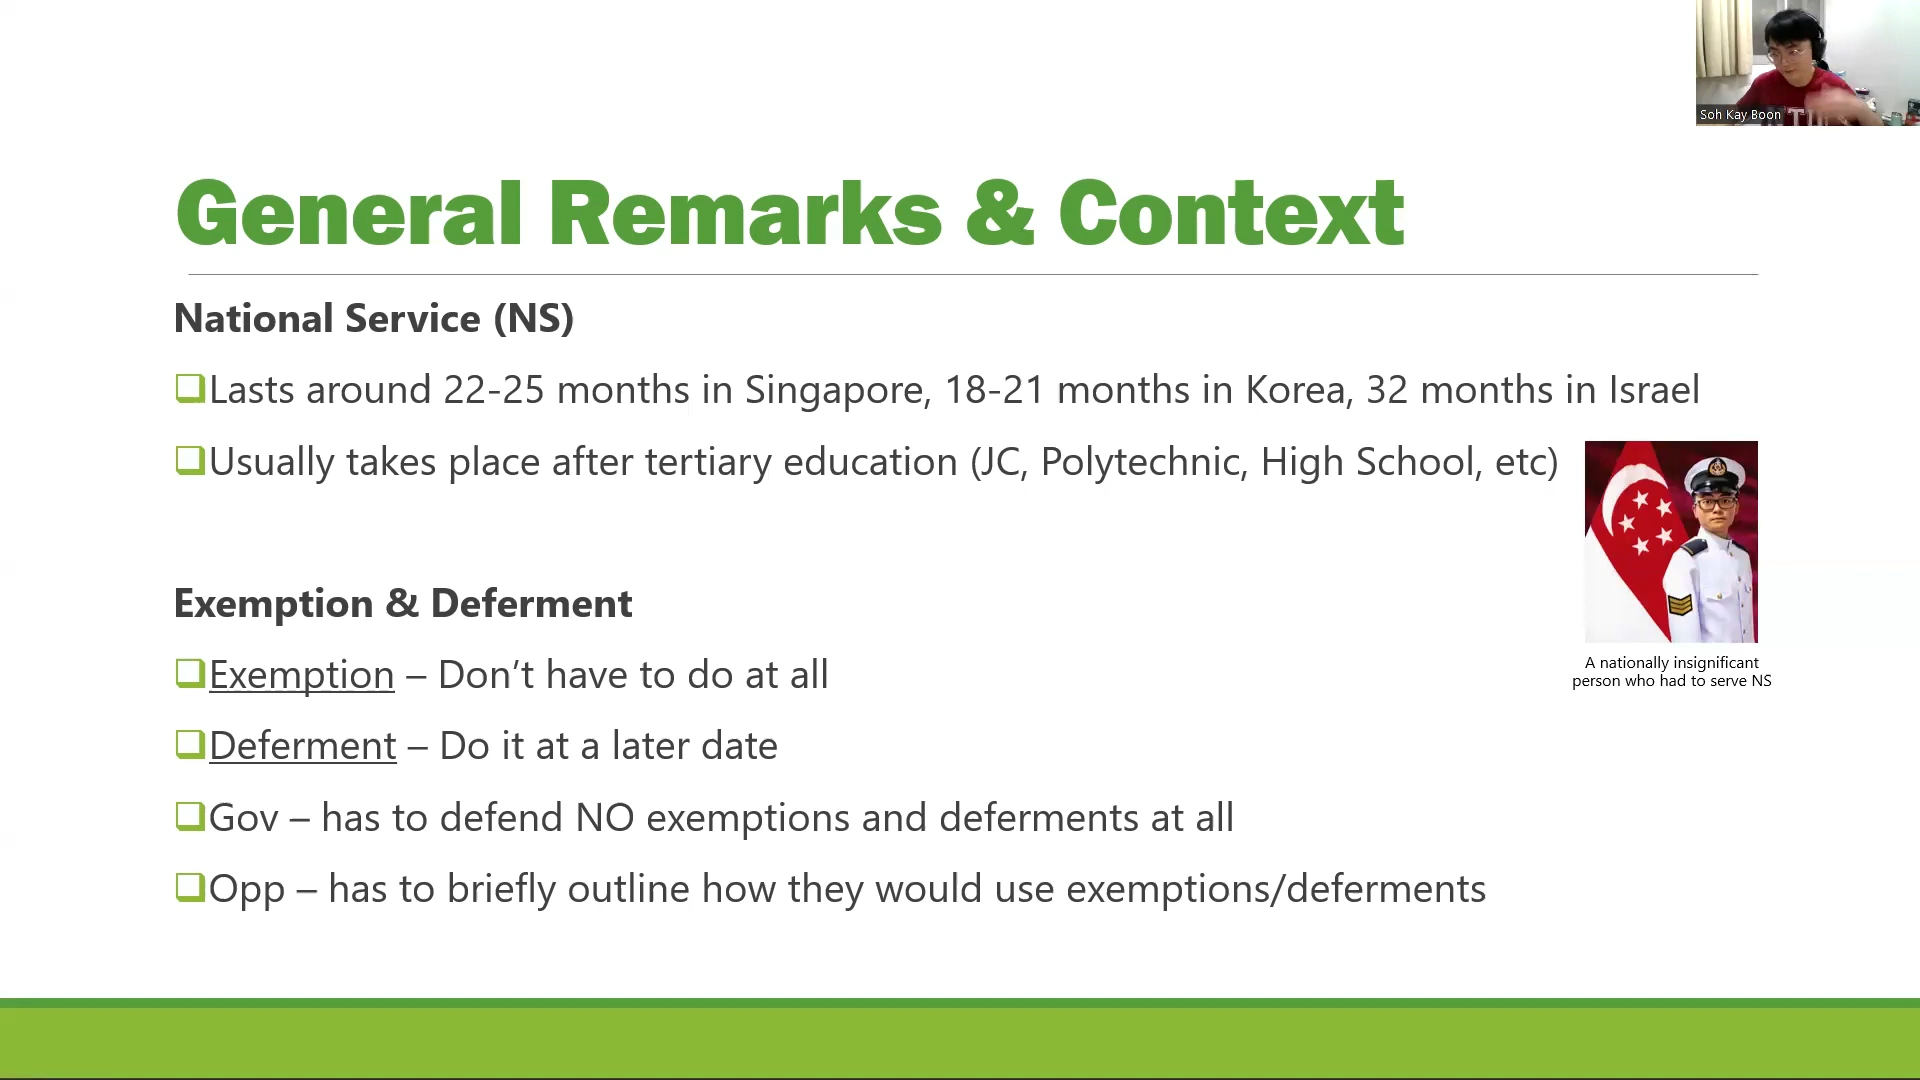 Soh Kay Boon
General Remarks & Context
National Service (NS)
Lasts around 22-25 months in Singapore, 18-21 months in Korea, 32 months in Israel
Usually takes place after tertiary education (JC, Polytechnic, High School, etc)
A nationally insignificant
person who had to serve NS
Exemption & Deferment
Exemption – Don’t have to do at all
Deferment – Do it at a later date
Gov – has to defend NO exemptions and deferments at all
Opp – has to briefly outline how they would use exemptions/deferments